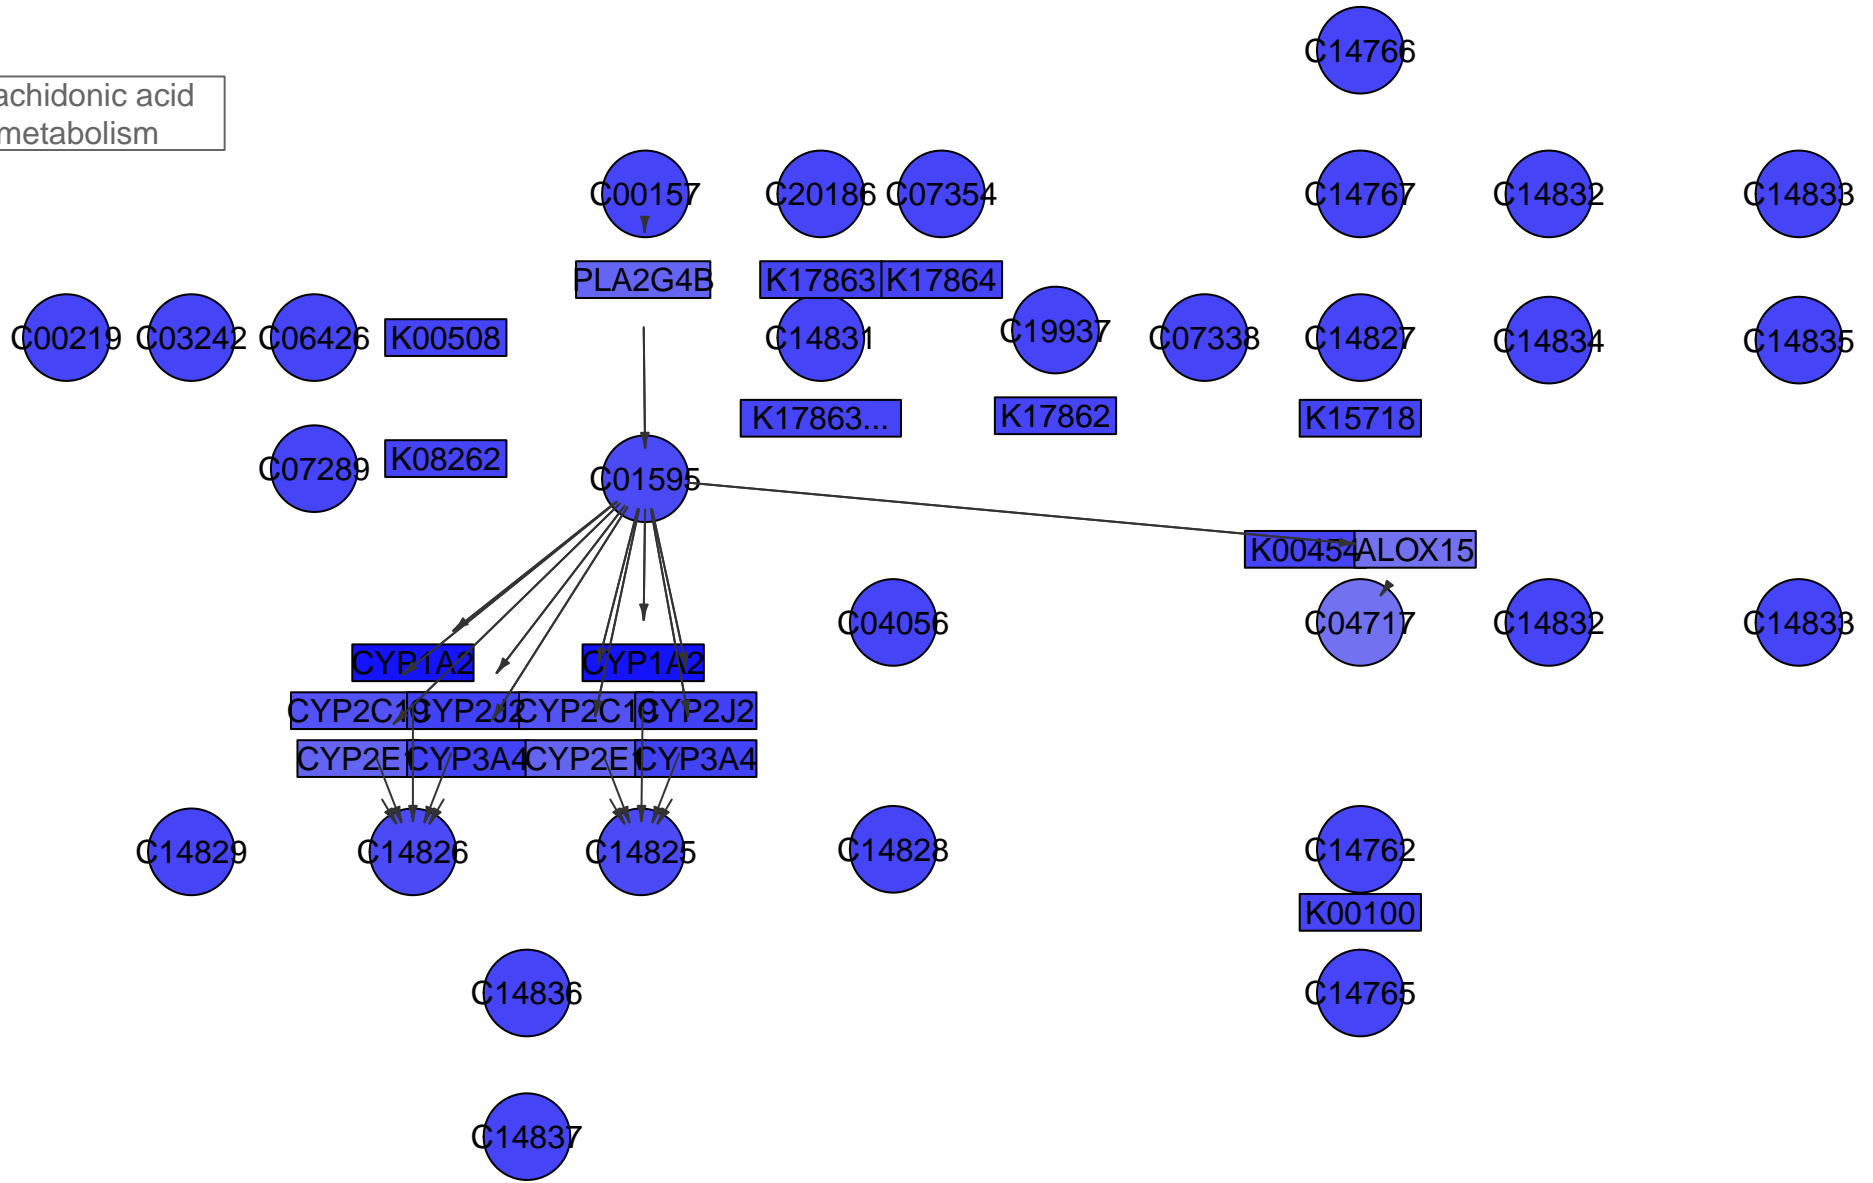 C14766
achidonic acid
metabolism
C00157
C20186
C07354
C14767
C14832
C14833
PLA2G4B
K17863
K17864
C00219
C03242
C06426
K00508
C14831
C19937
C07338
C14827
C14834
C14835
K17863...
K17862
K15718
C07289
K08262
C01595
K00454
ALOX15
C04056
C04717
C14832
C14833
CYP1A2
CYP1A2
CYP2C19
CYP2J2
CYP2C19
CYP2J2
CYP2E1
CYP3A4
CYP2E1
CYP3A4
C14829
C14826
C14825
C14828
C14762
K00100
C14836
C14765
C14837